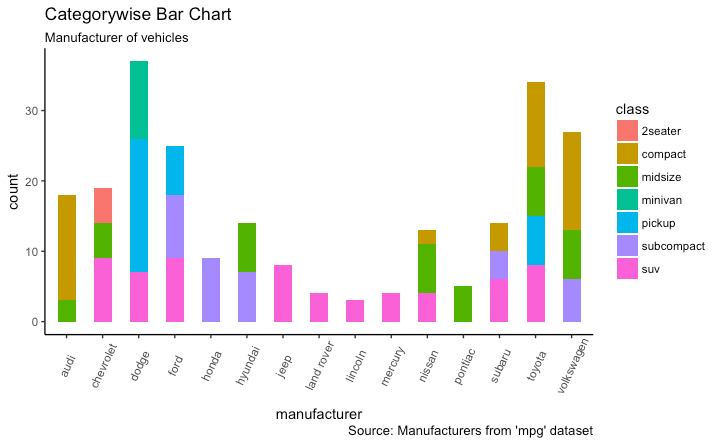 Categorywise Bar Chart
Manufacturer of vehicles
count
30
20
10
0
audi
chevrolet
dodge
ford
honda
hyundai
jeep
land rover
lincoln
mercury
nissan
pontiac
subaru
toyota
volkswagen
manufacturer
Source: Manufacturers from 'mpg' dataset
class
2seater
compact
midsize
minivan
pickup
subcompact
suv